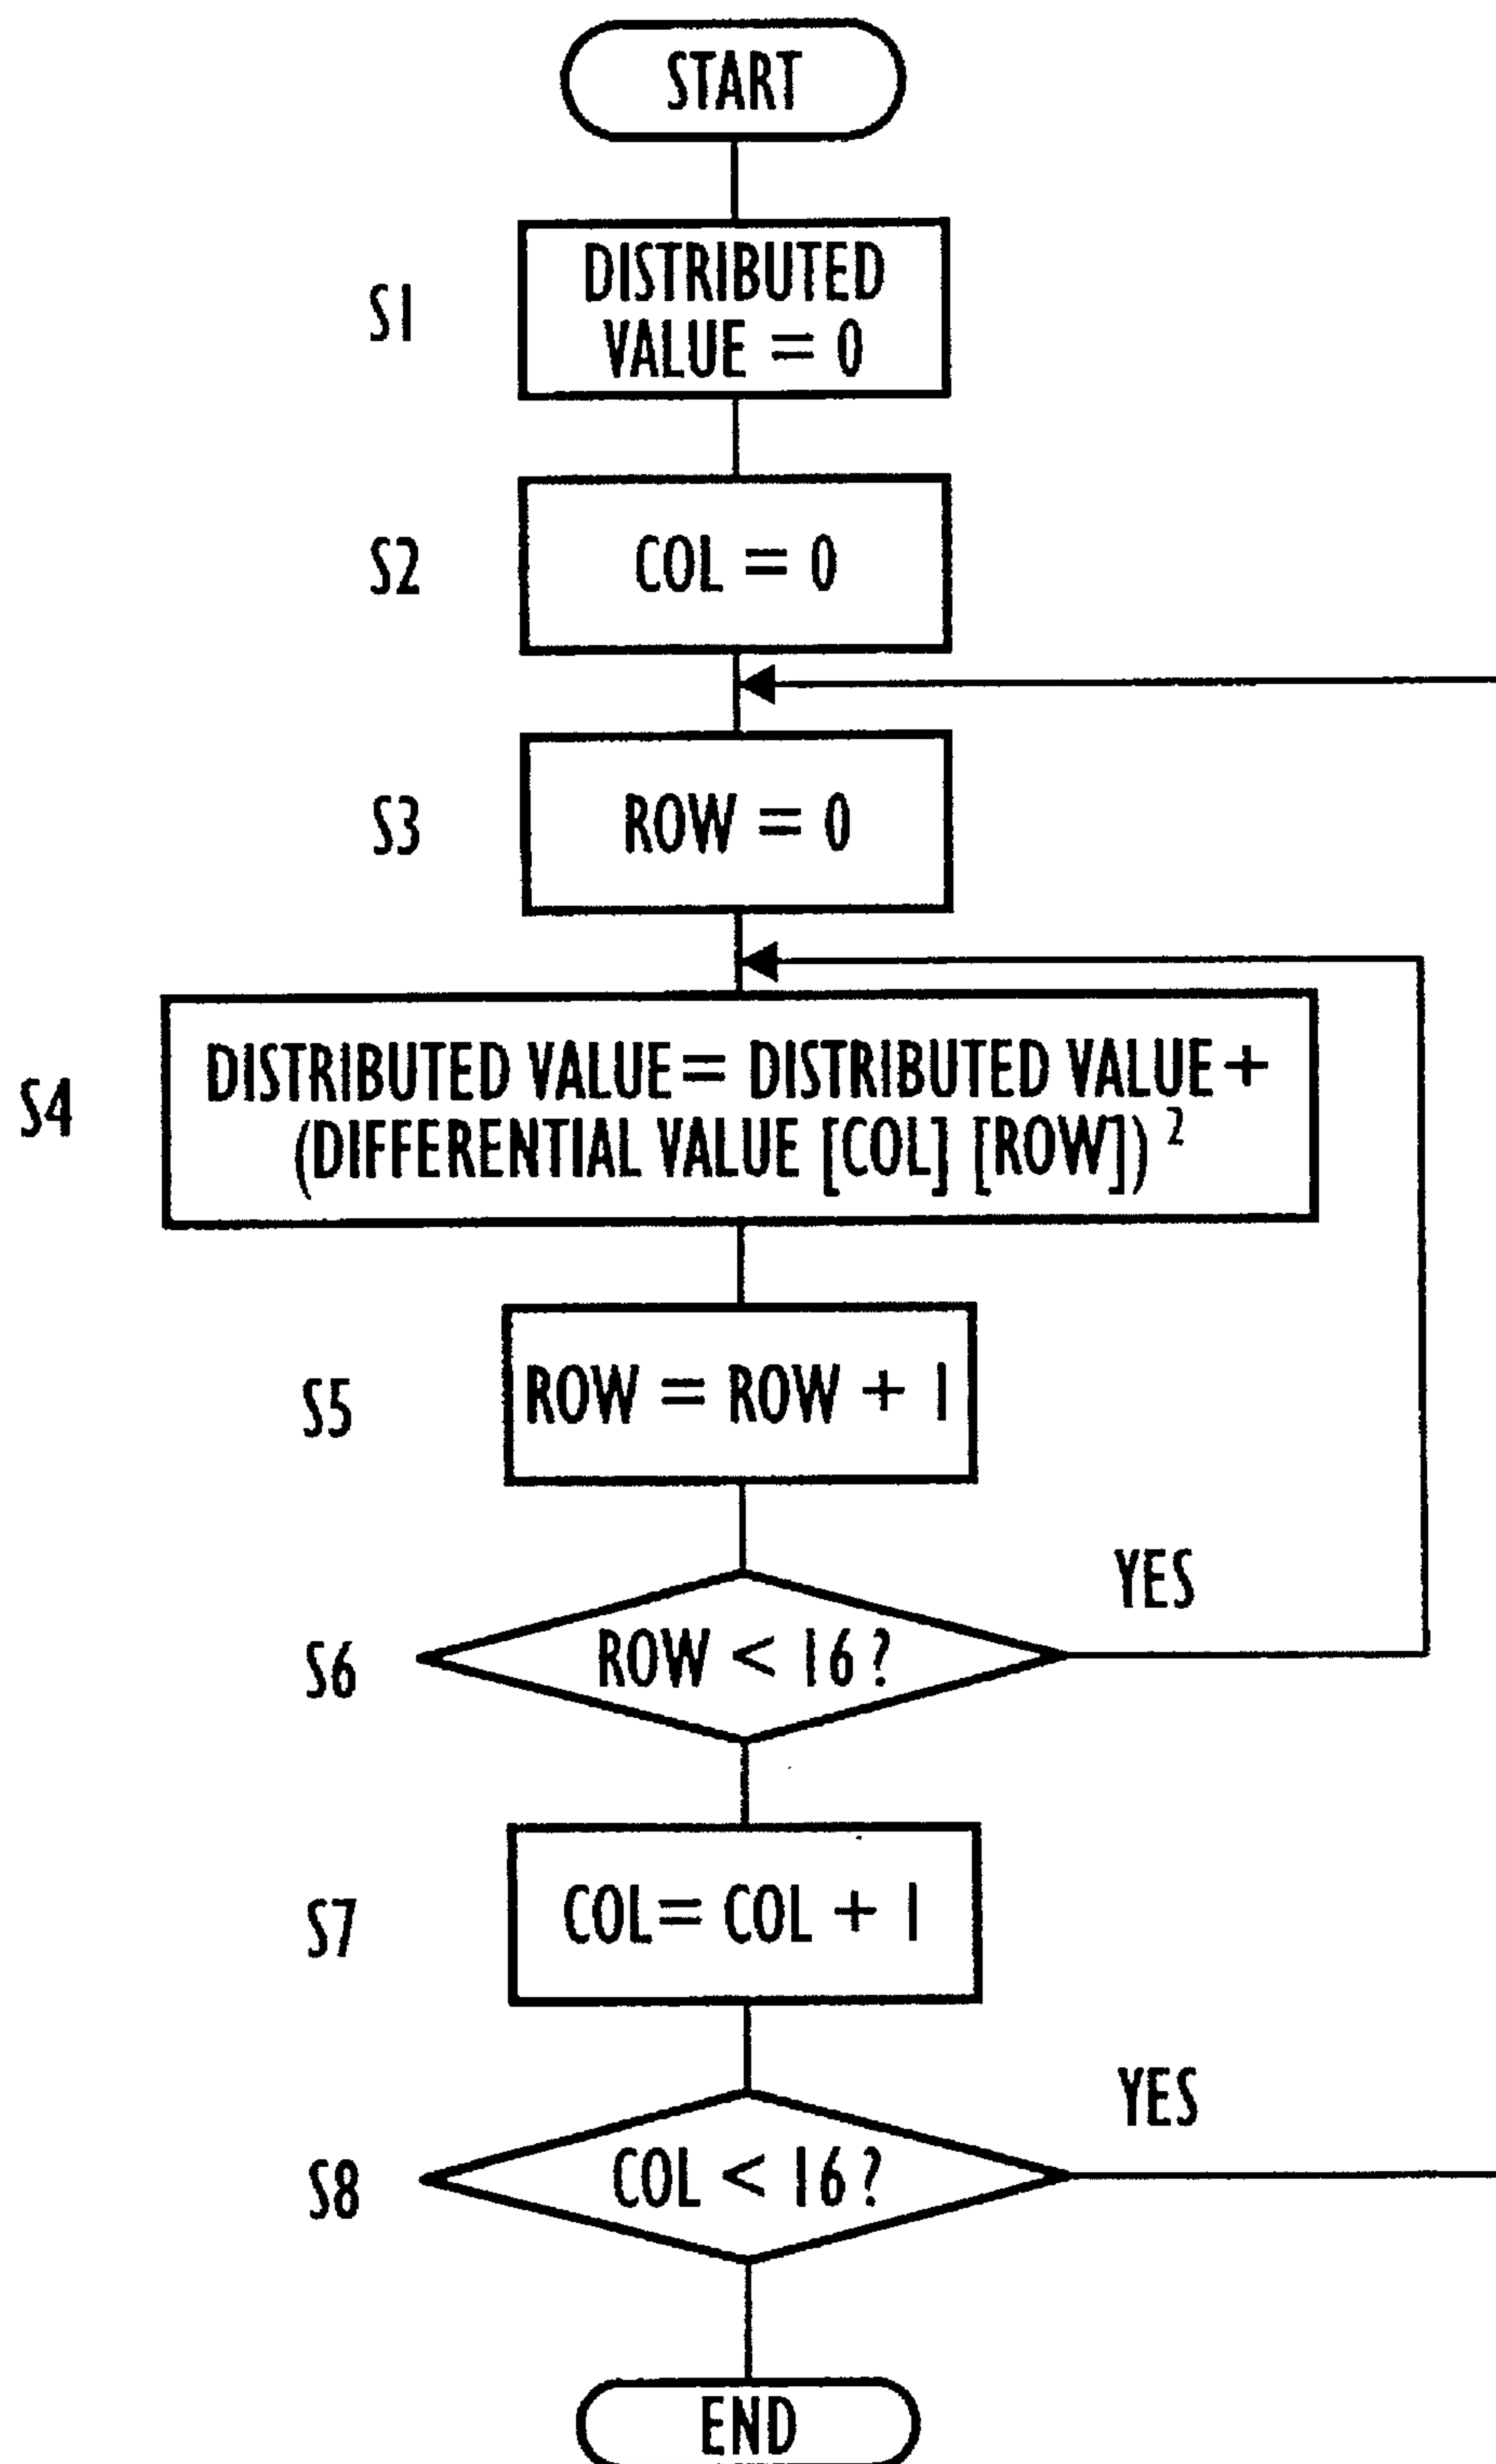 START
S1
DISTRIBUTED
VALUE = 0
S2
COL = 0
S3
ROW = 0
S4
DISTRIBUTED VALUE = DISTRIBUTED VALUE +
(DIFFERENTIAL VALUE [COL] [ROW]) 2
S5
ROW = ROW + 1
YES
S6
ROW < 16?
S7
COL= COL + 1
YES
S8
COL < 16?
END